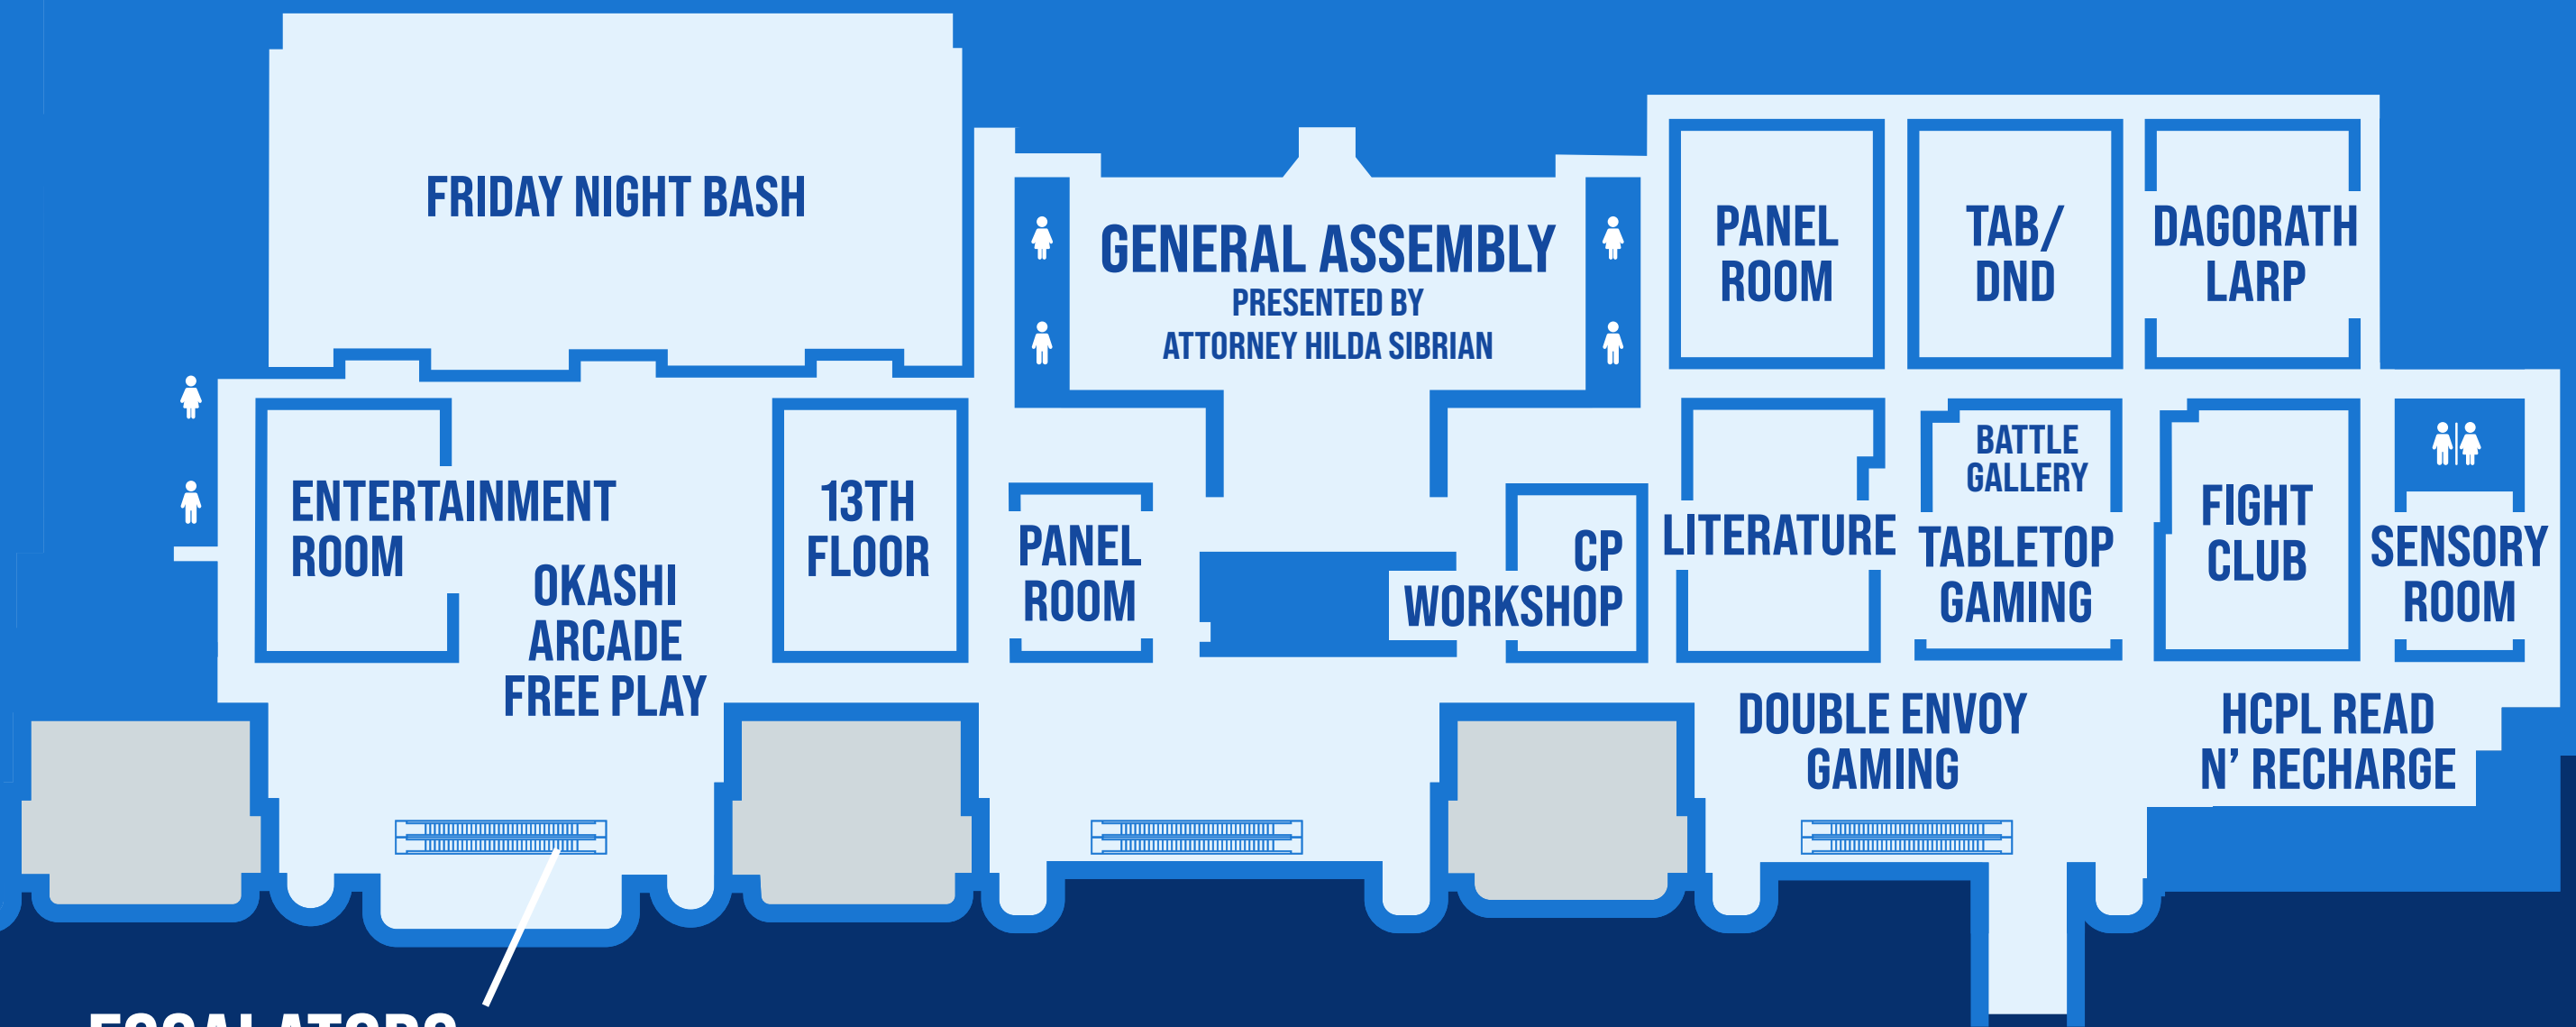 FRIDAY NIGHT BASH
GENERAL ASSEMBLY
PRESENTED BY
ATTORNEY HILDA SIBRIAN
PANEL
ROOM
TAB/
DND
DAGORATH
LARP
ENTERTAINMENT
ROOM
OKASHI
ARCADE
FREE PLAY
13TH
FLOOR
PANEL
ROOM
CP
WORKSHOP
LITERATURE
BATTLE
GALLERY
TABLETOP
GAMING
FIGHT
CLUB
SENSORY
ROOM
DOUBLE ENVOY
GAMING
HCPL READ
N’ RECHARGE
ESCALATORS